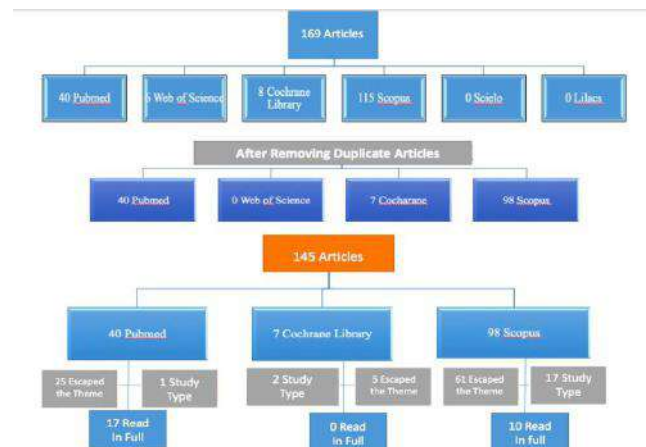 169 Articles
40 Pubmed
6 Web of Science
8 Cochrane
Library
115 Scopus
0 Scielo
0 Lilacs
After Removing Duplicate Articles
40 Pubmed
0 Web of Science
7 Cocharane
98 Scopus
145 Articles
40 Pubmed
7 Cochrane Library
98 Scopus
25 Escaped
the Theme
1 Study
Type
2 Study
Type
5 Escaped
the Theme
61 Escaped
the Theme
17 Study
Type
17 Read
In Full
0 Read
In full
10 Read
In full